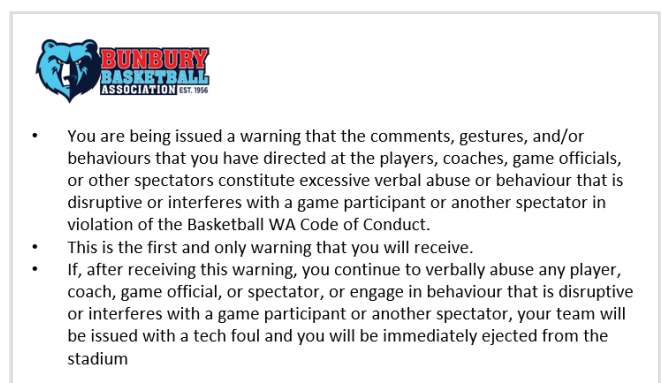 BUNBURY
BASKETBALL
ASSOCIATION EST. 1956
• You are being issued a warning that the comments, gestures, and/or
behaviours that you have directed at the players, coaches, game officials,
or other spectators constitute excessive verbal abuse or behaviour that is
disruptive or interferes with a game participant or another spectator in
violation of the Basketball WA Code of Conduct.
• This is the first and only warning that you will receive.
• If, after receiving this warning, you continue to verbally abuse any player,
coach, game official, or spectator, or engage in behaviour that is disruptive
or interferes with a game participant or another spectator, your team will
be issued with a tech foul and you will be immediately ejected from the
stadium